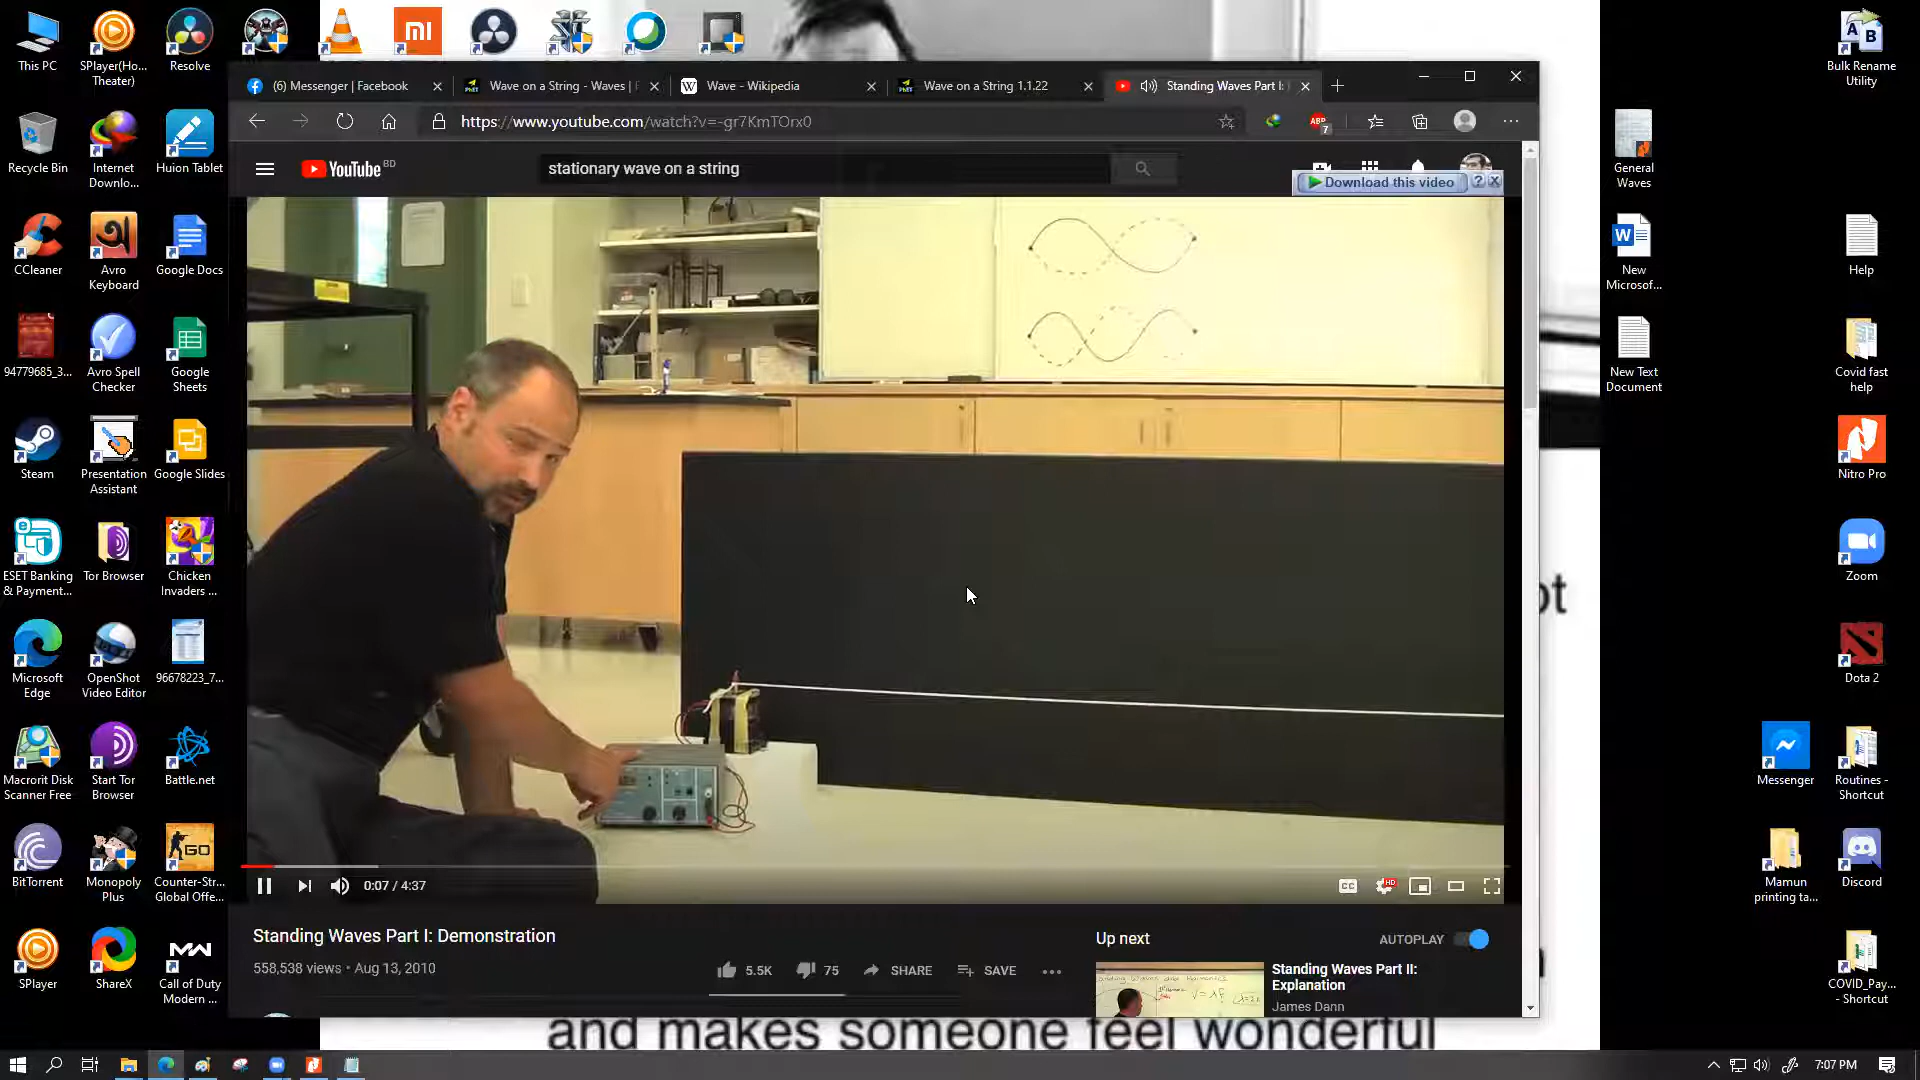 This PC
SPlayer(Ho...
Theater)
Resolve
MI
Recycle Bin
Internet
Downlo...
Huion Tablet
CCleaner
Avro
Keyboard
Google Docs
94779685_3...
Avro Spell
Checker
Google
Sheets
Steam
Presentation
Assistant
Google Slides
ESET Banking
& Payment...
Tor Browser
Chicken
Invaders ...
Microsoft
Edge
OpenShot
Video Editor
96678223_7...
Macrorit Disk
Scanner Free
Start Tor
Browser
Battle.net
BitTorrent
Monopoly
Plus
GO
Counter-Str...
Global Offe...
SPlayer
ShareX
Call of Duty
Modern ...
(6) Messenger | Facebook
Wave on a String - Waves |
Wave - Wikipedia
Wave on a String 1.1.22
Standing Waves Part I:
https://www.youtube.com/watch?v=-gr7KmTOrx0
ABP
7
YouTube BD
stationary wave on a string
Download this video
?
0:07 / 4:37
CC
HD
Standing Waves Part I: Demonstration
558,538 views • Aug 13, 2010
5.5K
75
SHARE
SAVE
Up next
AUTOPLAY
Standing Waves Part II:
Explanation
James Dann
and makes someone feel wonderful
ot
Bulk Rename
Utility
General
Waves
New
Microsof...
Help
New Text
Document
Covid fast
help
Nitro Pro
Zoom
Dota 2
Messenger
Routines -
Shortcut
Mamun
printing ta...
Discord
COVID_Pay...
- Shortcut
7:07 PM